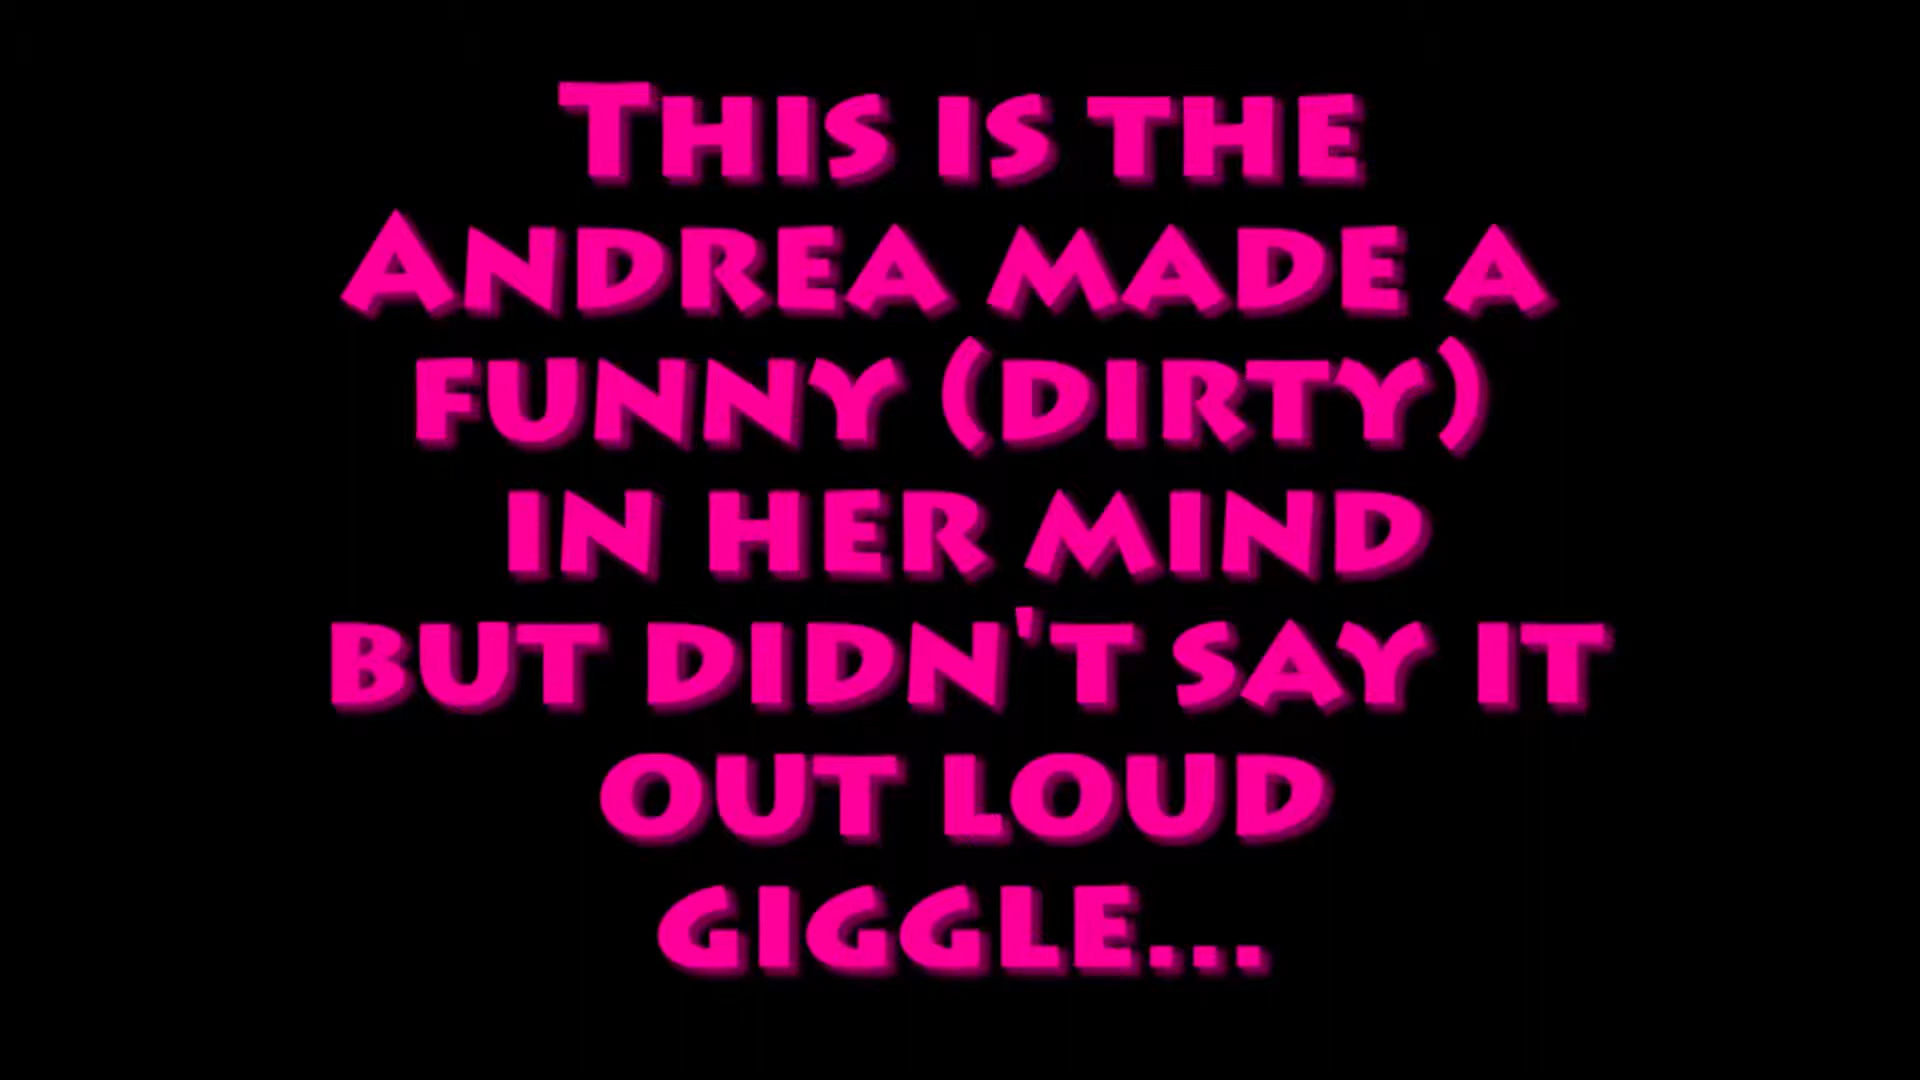 This is the
Andrea made a
funny (dirty)
in her mind
but didn't say it
out loud
giggle...